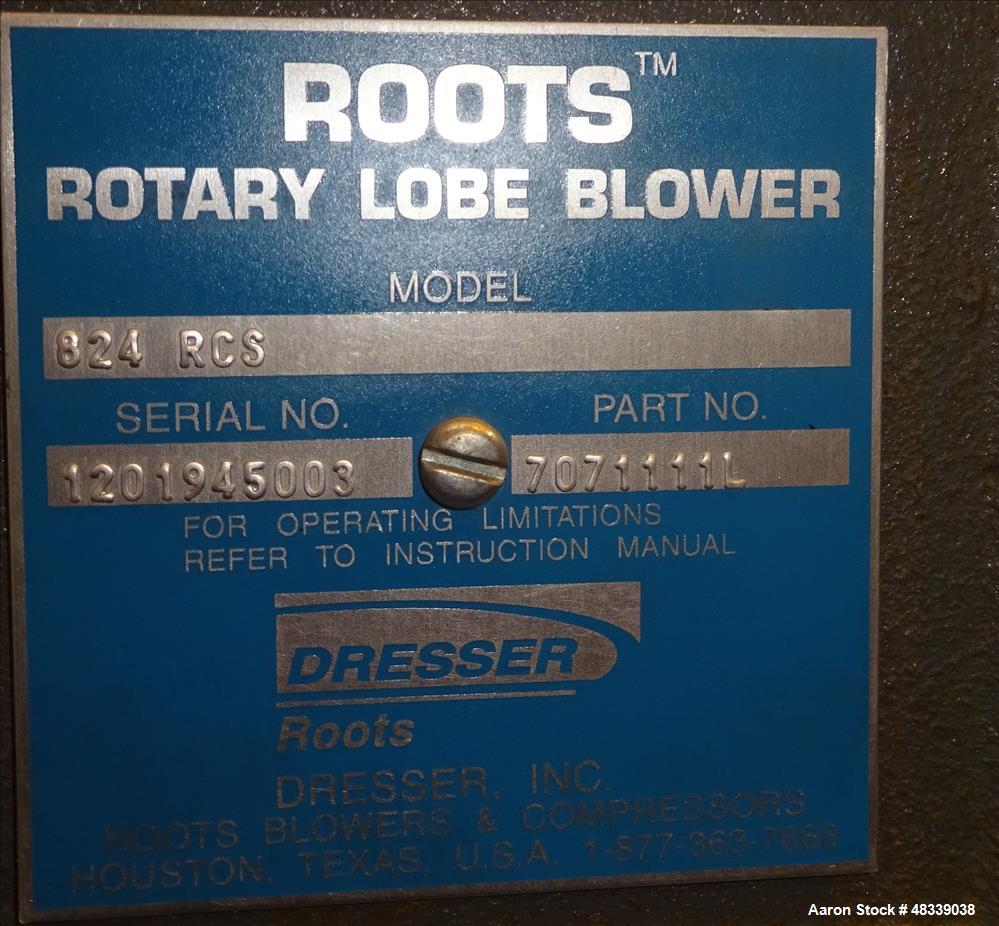 ROOTS™
ROTARY LOBE BLOWER
MODEL
824 RCS
SERIAL NO. PART NO.
1201945003 7071111L
FOR OPERATING LIMITATIONS
REFER TO INSTRUCTION MANUAL
DRESSER
Roots
DRESSER, INC.
ROOTS BLOWERS & COMPRESSORS
HOUSTON, TEXAS, U.S.A. 1-877-363-7668
Aaron Stock # 48339038